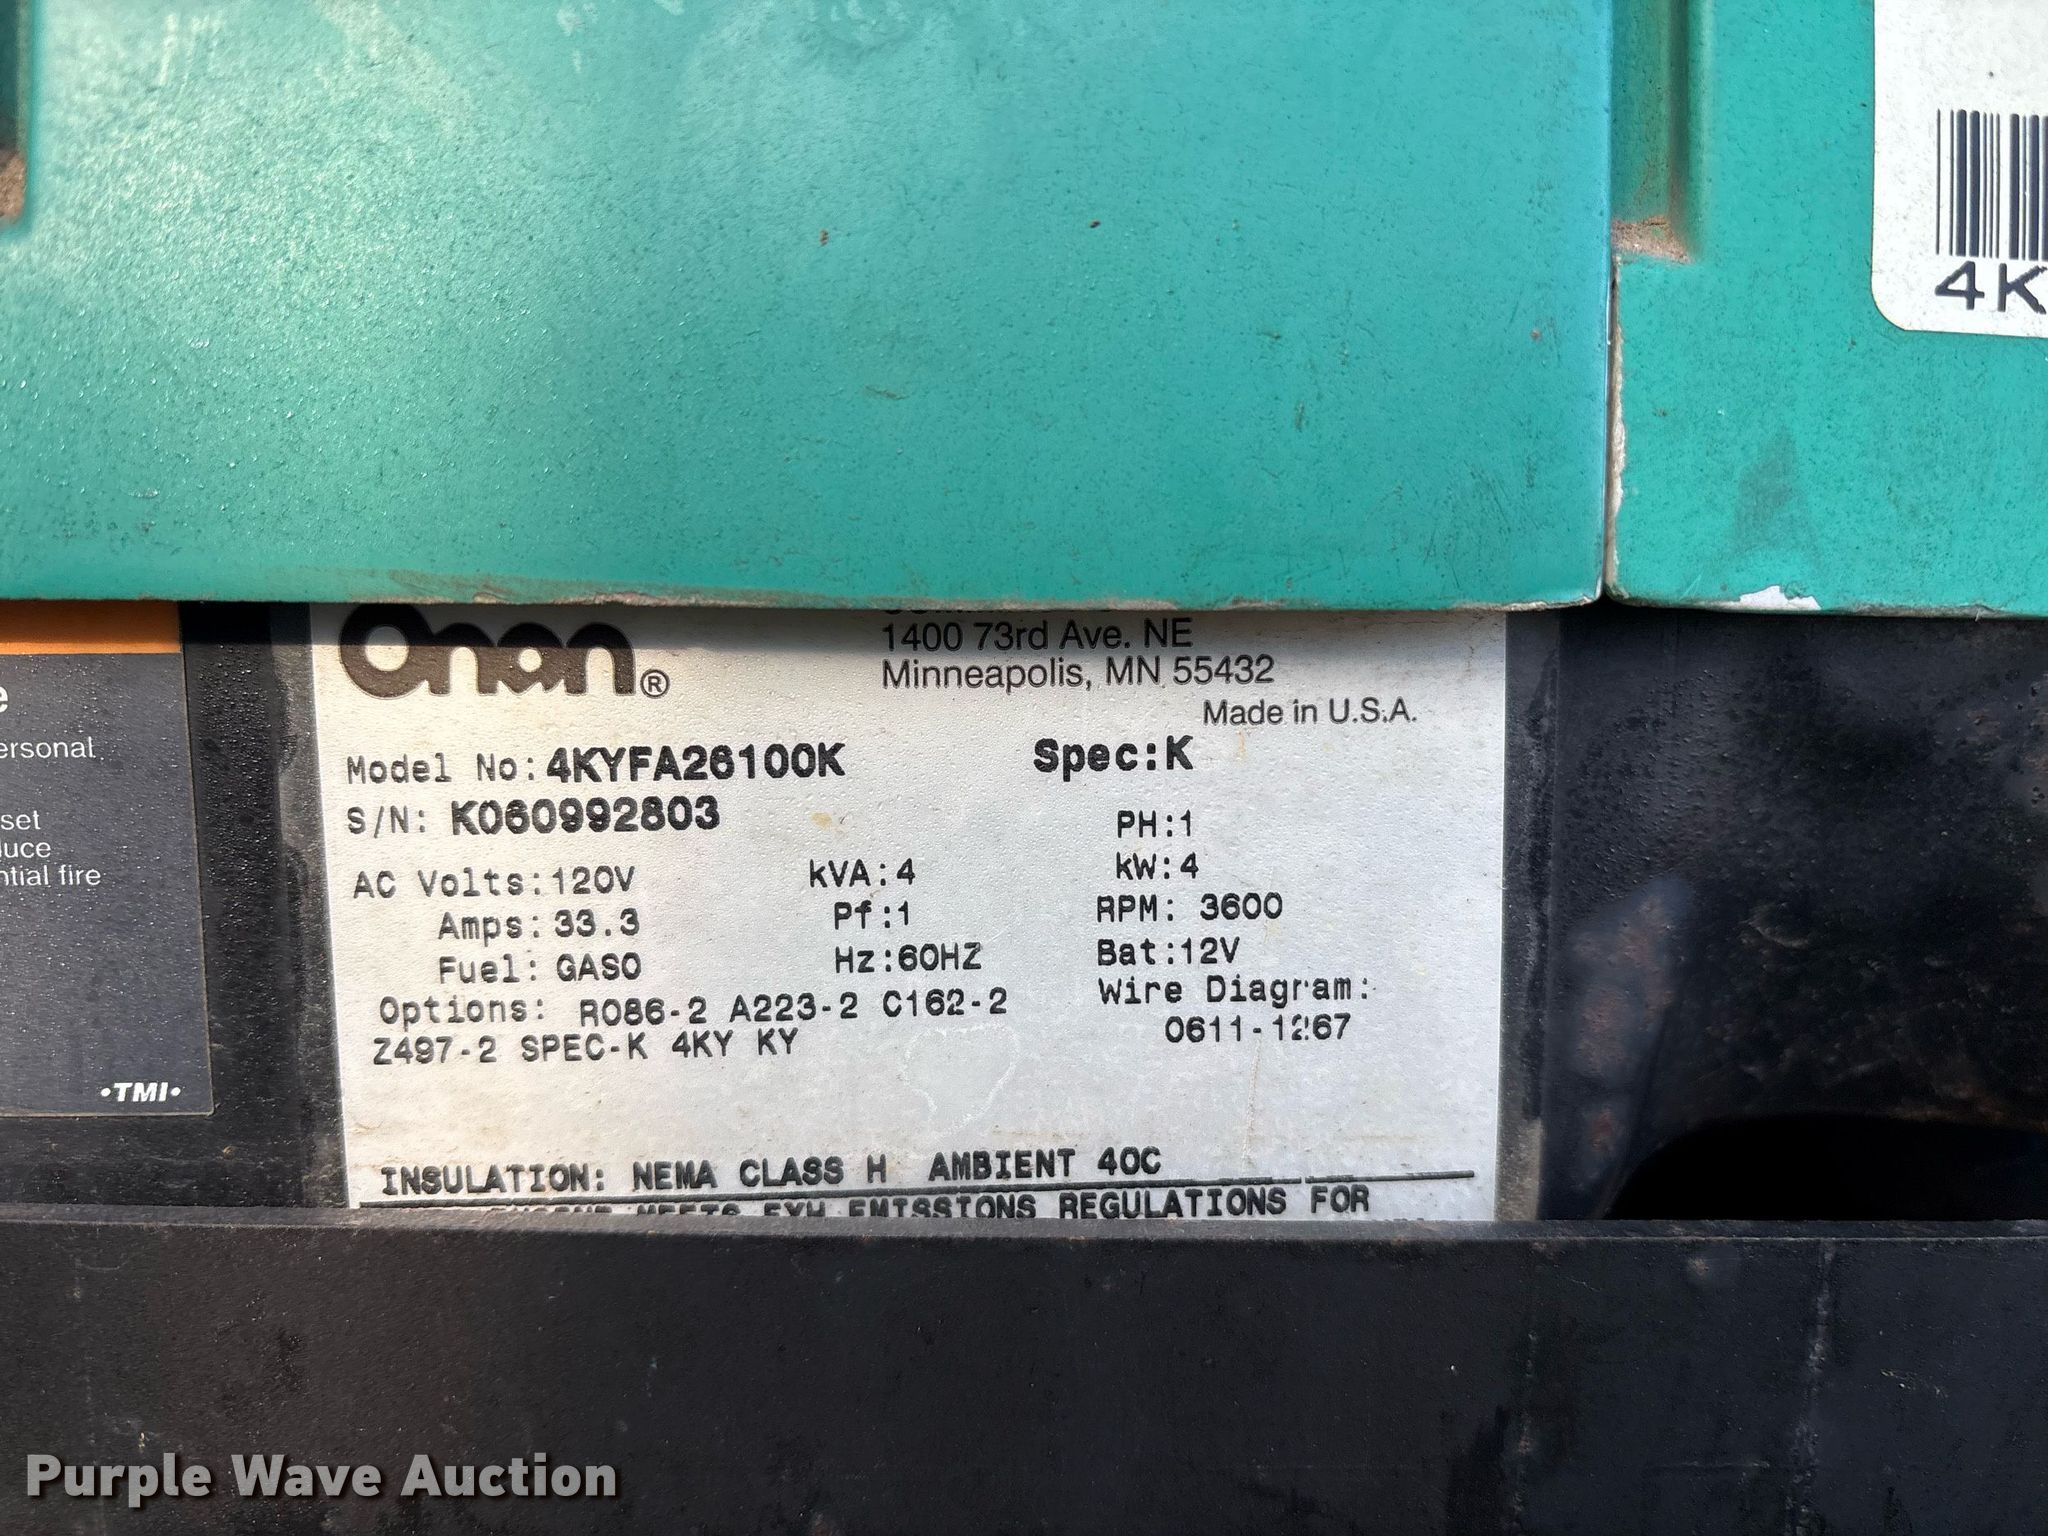 4K
Onan®
1400 73rd Ave. NE
Minneapolis, MN 55432
Made in U.S.A.
Model No: 4KYFA26100K Spec:K
S/N: K060992803
PH:1
AC Volts: 120V kVA:4 kW:4
Amps: 33.3 Pf:1 RPM: 3600
Fuel: GASO Hz:60HZ Bat:12V
Options: R086-2 A223-2 C162-2 Wire Diagram:
Z497-2 SPEC-K 4KY KY 0611-1267
INSULATION: NEMA CLASS H AMBIENT 40C
MEETS EXH EMISSIONS REGULATIONS FOR
ersonal
set
duce
ntial fire
•TMI•
Purple Wave Auction